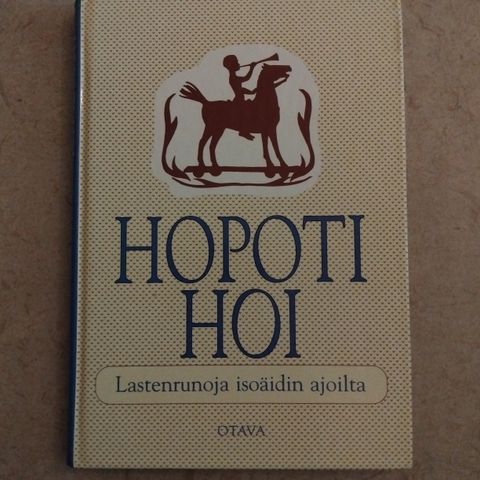 HOPOTI
HOI
Lastenrunoja isoäidin ajoilta
OTAVA